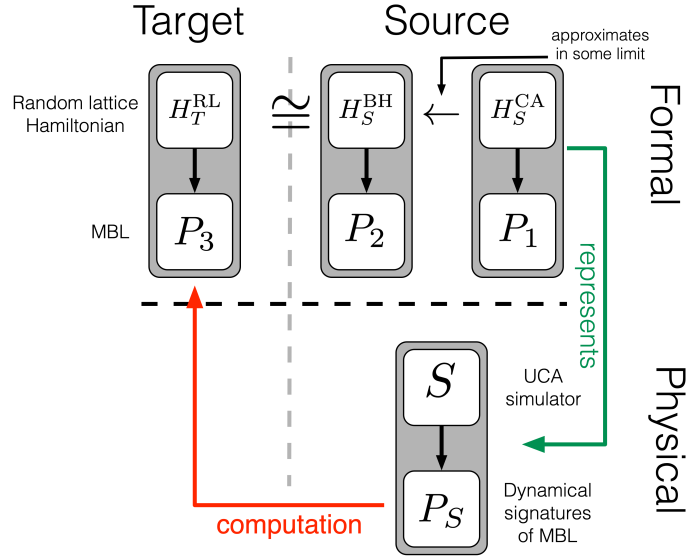 Target
Source
approximates
in some limit
Random lattice
Hamiltonian
H_T^RL
≅
H_S^BH
←
H_S^CA
Formal
MBL
P_3
P_2
P_1
represents
S
UCA
simulator
Physical
P_S
Dynamical
signatures
of MBL
computation